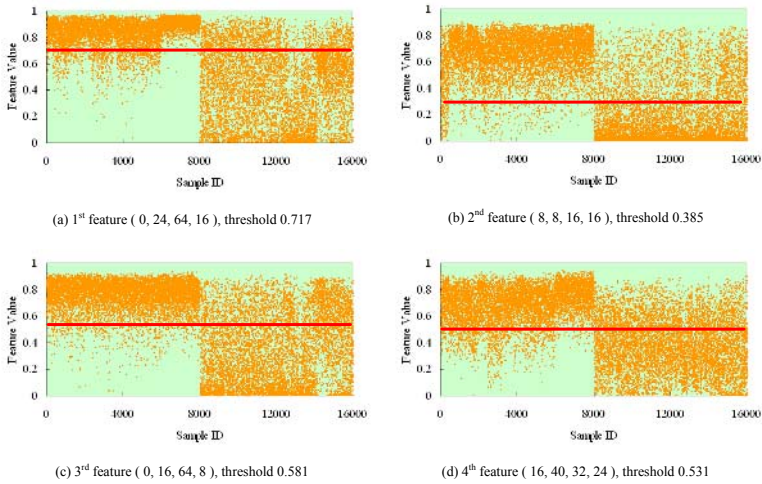 1
0.8
0.6
0.4
0.2
0
Feature Value
0 4000 8000 12000 16000
Sample ID
(a) 1st feature ( 0, 24, 64, 16 ), threshold 0.717
1
0.8
0.6
0.4
0.2
0
Feature Value
0 4000 8000 12000 16000
Sample ID
(b) 2nd feature ( 8, 8, 16, 16 ), threshold 0.385
1
0.8
0.6
0.4
0.2
0
Feature Value
0 4000 8000 12000 16000
Sample ID
(c) 3rd feature ( 0, 16, 64, 8 ), threshold 0.581
1
0.8
0.6
0.4
0.2
0
Feature Value
0 4000 8000 12000 16000
Sample ID
(d) 4th feature ( 16, 40, 32, 24 ), threshold 0.531